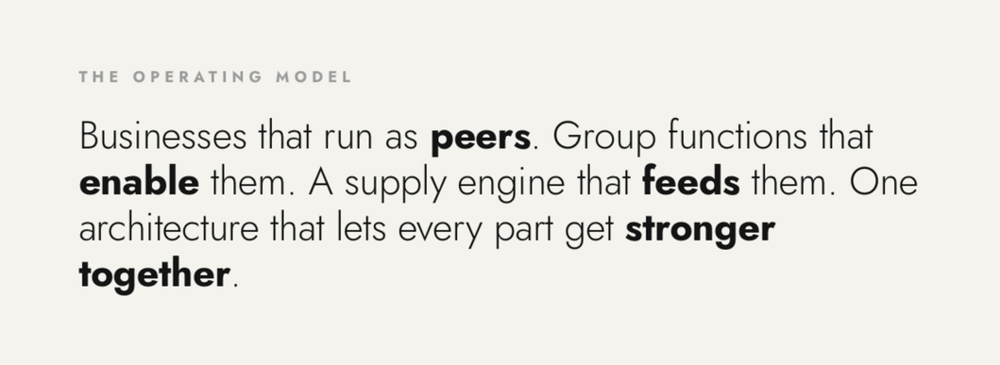 THE OPERATING MODEL
Businesses that run as peers. Group functions that
enable them. A supply engine that feeds them. One
architecture that lets every part get stronger
together.